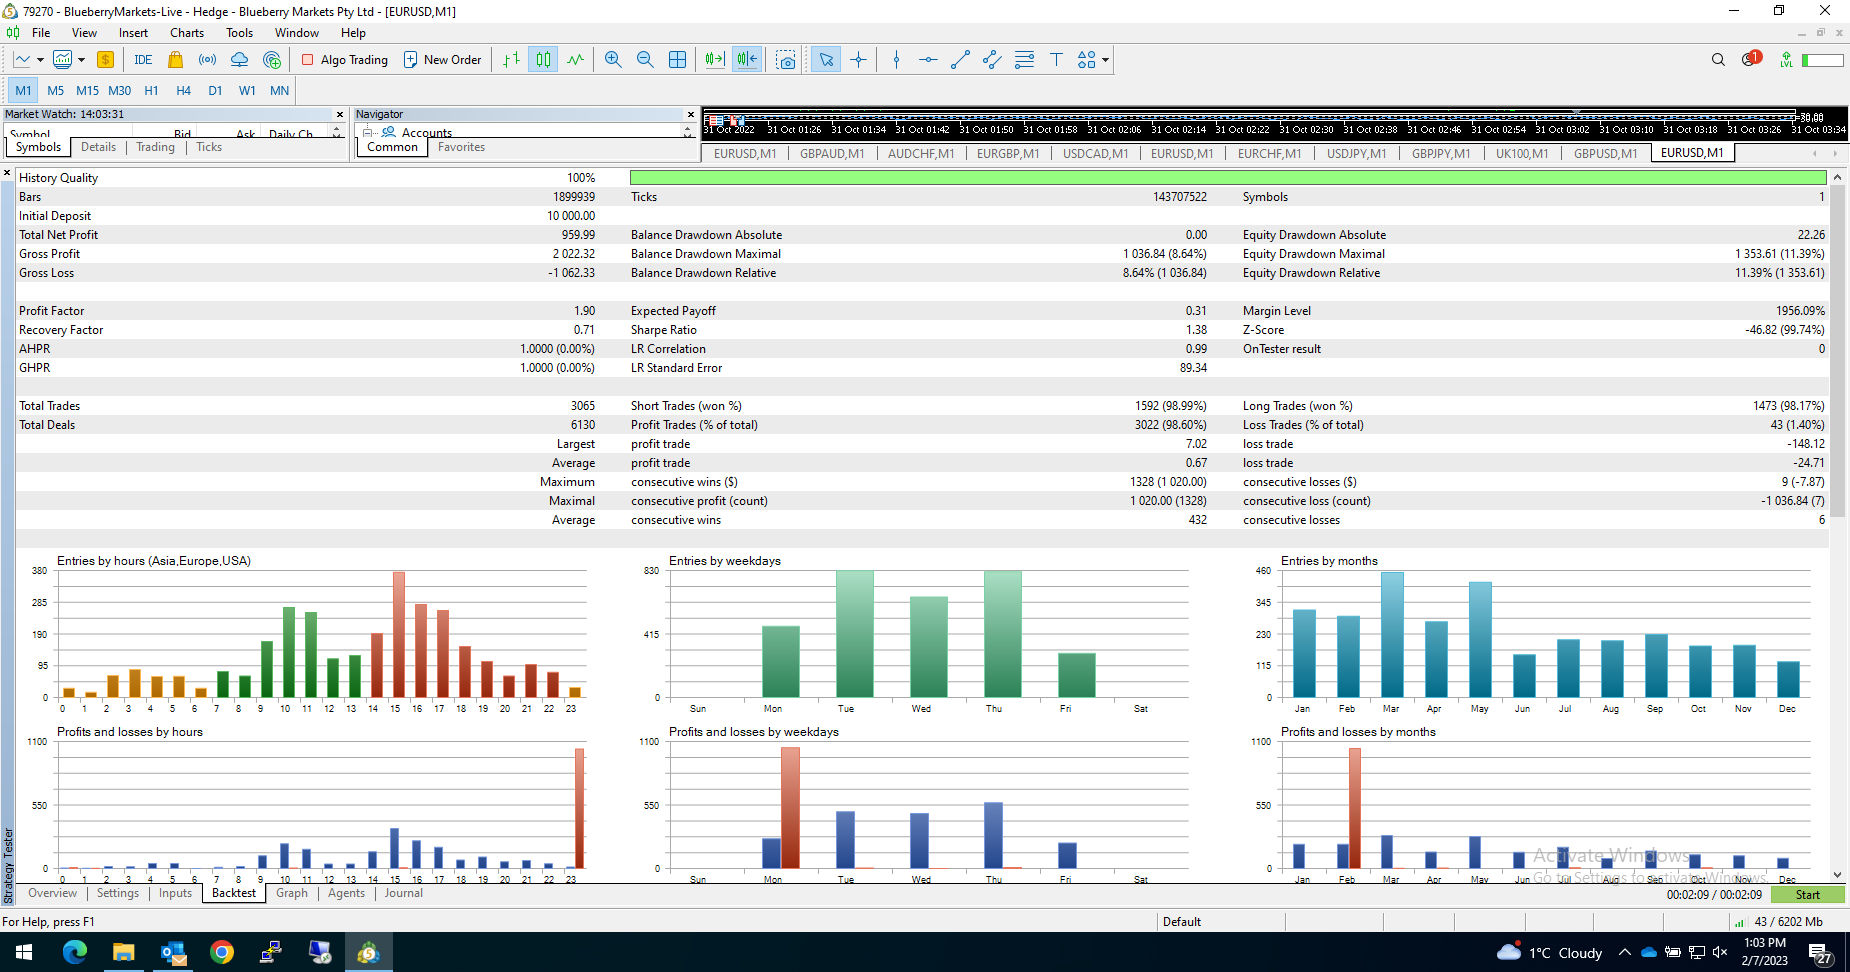 79270 - BlueberryMarkets-Live - Hedge - Blueberry Markets Pty Ltd - [EURUSD,M1]
File View Insert Charts Tools Window Help
IDE Algo Trading New Order 1 LVL
M1 M5 M15 M30 H1 H4 D1 W1 MN
Market Watch: 14:03:31 Navigator
Symbol Bid Ask Daily Ch... Accounts
31 Oct 2022 31 Oct 01:26 31 Oct 01:34 31 Oct 01:42 31 Oct 01:50 31 Oct 01:58 31 Oct 02:06 31 Oct 02:14 31 Oct 02:22 31 Oct 02:30 31 Oct 02:38 31 Oct 02:46 31 Oct 02:54 31 Oct 03:02 31 Oct 03:10 31 Oct 03:18 31 Oct 03:26 31 Oct 03:34
Symbols Details Trading Ticks Common Favorites
EURUSD,M1 GBPAUD,M1 AUDCHF,M1 EURGBP,M1 USDCAD,M1 EURUSD,M1 EURCHF,M1 USDJPY,M1 GBPJPY,M1 UK100,M1 GBPUSD,M1 EURUSD,M1
History Quality 100%
Bars 1899939 Ticks 143707522 Symbols 1
Initial Deposit 10 000.00
Total Net Profit 959.99 Balance Drawdown Absolute 0.00 Equity Drawdown Absolute 22.26
Gross Profit 2 022.32 Balance Drawdown Maximal 1 036.84 (8.64%) Equity Drawdown Maximal 1 353.61 (11.39%)
Gross Loss -1 062.33 Balance Drawdown Relative 8.64% (1 036.84) Equity Drawdown Relative 11.39% (1 353.61)
Profit Factor 1.90 Expected Payoff 0.31 Margin Level 1956.09%
Recovery Factor 0.71 Sharpe Ratio 1.38 Z-Score -46.82 (99.74%)
AHPR 1.0000 (0.00%) LR Correlation 0.99 OnTester result 0
GHPR 1.0000 (0.00%) LR Standard Error 89.34
Total Trades 3065 Short Trades (won %) 1592 (98.99%) Long Trades (won %) 1473 (98.17%)
Total Deals 6130 Profit Trades (% of total) 3022 (98.60%) Loss Trades (% of total) 43 (1.40%)
Largest profit trade 7.02 loss trade -148.12
Average profit trade 0.67 loss trade -24.71
Maximum consecutive wins ($) 1328 (1 020.00) consecutive losses ($) 9 (-7.87)
Maximal consecutive profit (count) 1 020.00 (1328) consecutive loss (count) -1 036.84 (7)
Average consecutive wins 432 consecutive losses 6
Entries by hours (Asia,Europe,USA) Entries by weekdays Entries by months
380 830 460
285 345
190 415 230
95 115
0 0 0
0 1 2 3 4 5 6 7 8 9 10 11 12 13 14 15 16 17 18 19 20 21 22 23 Sun Mon Tue Wed Thu Fri Sat Jan Feb Mar Apr May Jun Jul Aug Sep Oct Nov Dec
Profits and losses by hours Profits and losses by weekdays Profits and losses by months
1100 1100 1100
550 550 550
0 0 0
0 1 2 3 4 5 6 7 8 9 10 11 12 13 14 15 16 17 18 19 20 21 22 23 Sun Mon Tue Wed Thu Fri Sat Jan Feb Mar Apr May Jun Jul Aug Sep Oct Nov Dec
Activate Windows
Go to Settings to activate Windows.
Strategy Tester
Overview Settings Inputs Backtest Graph Agents Journal 00:02:09 / 00:02:09 Start
For Help, press F1 Default 43 / 6202 Mb
1°C Cloudy 1:03 PM
2/7/2023 27